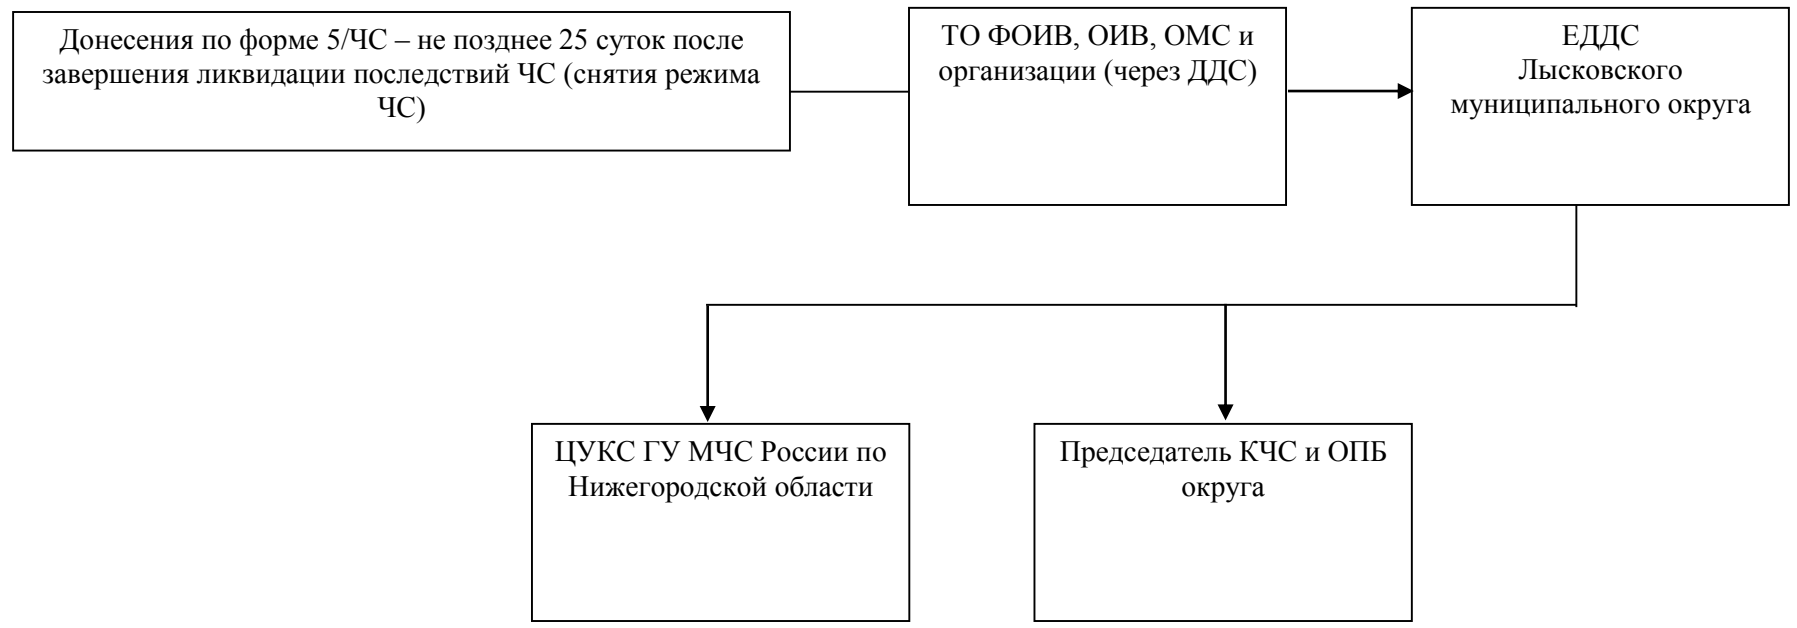 Донесения по форме 5/ЧС – не позднее 25 суток после
завершения ликвидации последствий ЧС (снятия режима
ЧС)
ТО ФОИВ, ОИВ, ОМС и
организации (через ДДС)
ЕДДС
Лысковского
муниципального округа
ЦУКС ГУ МЧС России по
Нижегородской области
Председатель КЧС и ОПБ
округа